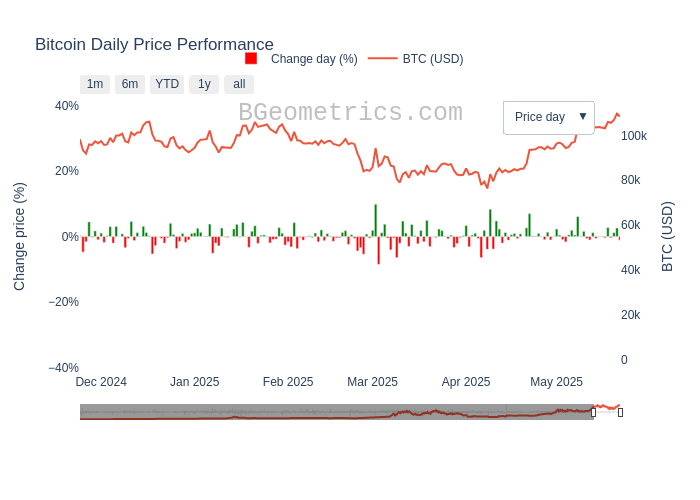 Bitcoin Daily Price Performance
Change day (%) BTC (USD)
1m 6m YTD 1y all
BGeometrics.com
Price day ▼
40%
20%
0%
−20%
−40%
Change price (%)
100k
80k
60k
40k
20k
0
BTC (USD)
Dec 2024 Jan 2025 Feb 2025 Mar 2025 Apr 2025 May 2025